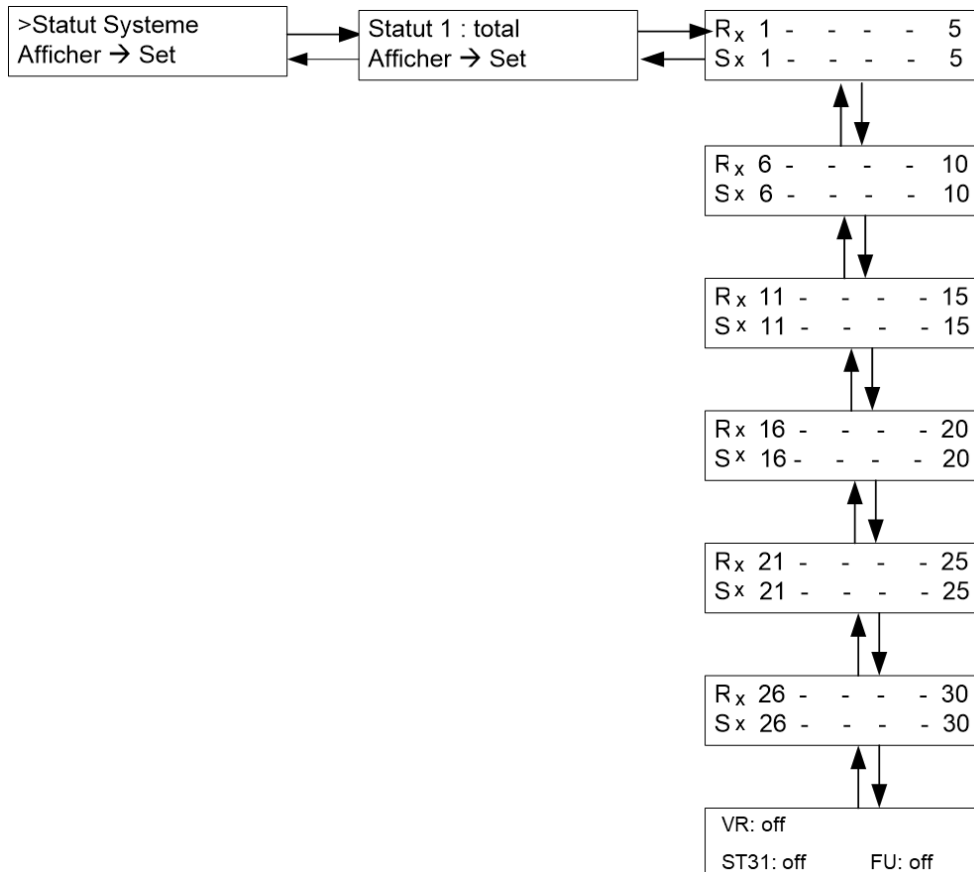 >Statut Systeme
Afficher → Set
Statut 1 : total
Afficher → Set
Rx 1 - - - - 5
Sx 1 - - - - 5
Rx 6 - - - - 10
Sx 6 - - - - 10
Rx 11 - - - - 15
Sx 11 - - - - 15
Rx 16 - - - - 20
Sx 16 - - - - 20
Rx 21 - - - - 25
Sx 21 - - - - 25
Rx 26 - - - - 30
Sx 26 - - - - 30
VR: off
ST31: off FU: off